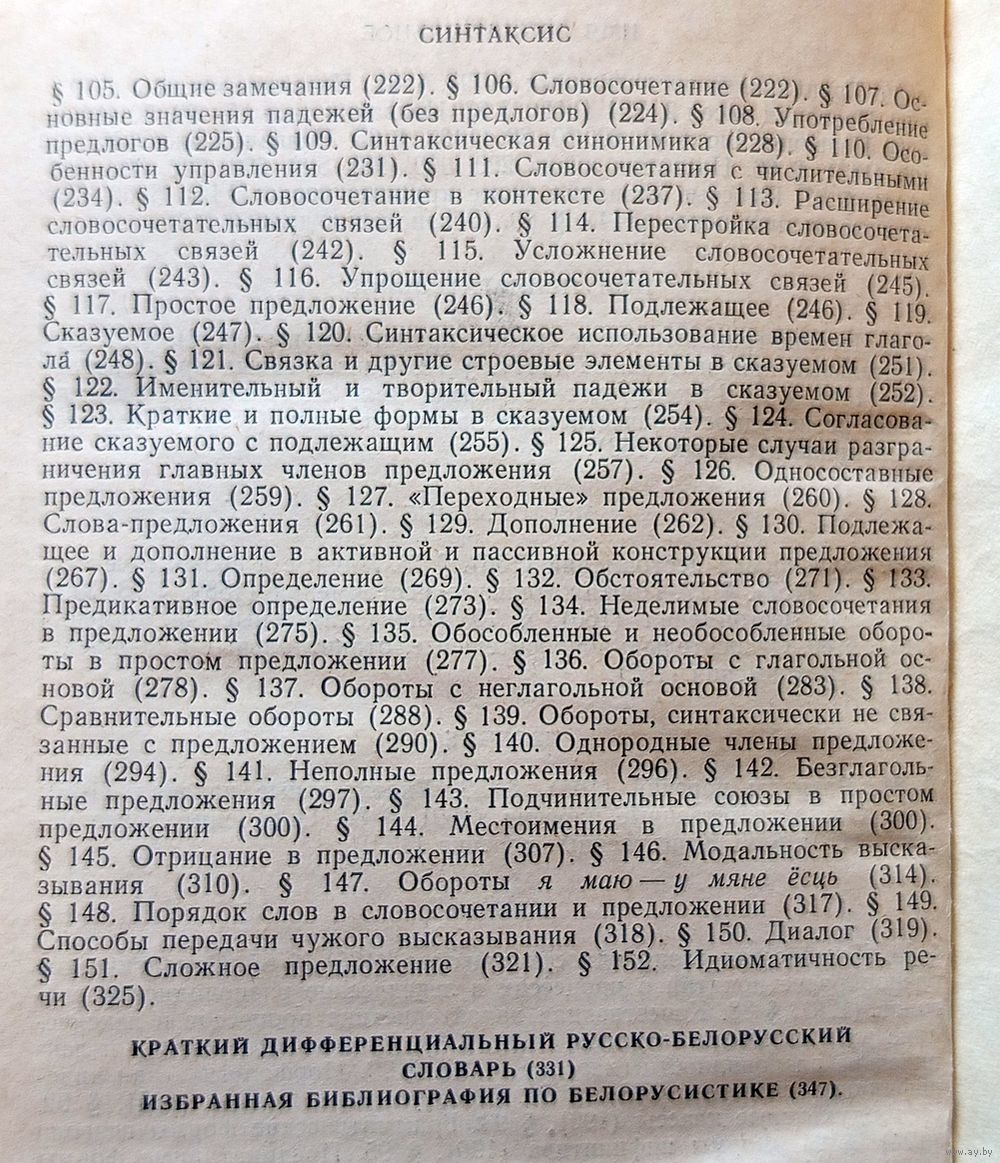 СИНТАКСИС
§ 105. Общие замечания (222). § 106. Словосочетание (222). § 107. Ос-
новные значения падежей (без предлогов) (224). § 108. Употребление
предлогов (225). § 109. Синтаксическая синонимика (228). § 110. Осо-
бенности управления (231). § 111. Словосочетания с числительными
(234). § 112. Словосочетание в контексте (237). § 113. Расширение
словосочетательных связей (240). § 114. Перестройка словосочета-
тельных связей (242). § 115. Усложнение словосочетательных
связей (243). § 116. Упрощение словосочетательных связей (245).
§ 117. Простое предложение (246). § 118. Подлежащее (246). § 119.
Сказуемое (247). § 120. Синтаксическое использование времен глаго-
ла (248). § 121. Связка и другие строевые элементы в сказуемом (251).
§ 122. Именительный и творительный падежи в сказуемом (252).
§ 123. Краткие и полные формы в сказуемом (254). § 124. Согласова-
ние сказуемого с подлежащим (255). § 125. Некоторые случаи разгра-
ничения главных членов предложения (257). § 126. Односоставные
предложения (259). § 127. «Переходные» предложения (260). § 128.
Слова-предложения (261). § 129. Дополнение (262). § 130. Подлежа-
щее и дополнение в активной и пассивной конструкции предложения
(267). § 131. Определение (269). § 132. Обстоятельство (271). § 133.
Предикативное определение (273). § 134. Неделимые словосочетания
в предложении (275). § 135. Обособленные и необособленные оборо-
ты в простом предложении (277). § 136. Обороты с глагольной ос-
новой (278). § 137. Обороты с неглагольной основой (283). § 138.
Сравнительные обороты (288). § 139. Обороты, синтаксически не свя-
занные с предложением (290). § 140. Однородные члены предложе-
ния (294). § 141. Неполные предложения (296). § 142. Безглаголь-
ные предложения (297). § 143. Подчинительные союзы в простом
предложении (300). § 144. Местоимения в предложении (300).
§ 145. Отрицание в предложении (307). § 146. Модальность выска-
зывания (310). § 147. Обороты я маю — у мяне ёсць (314).
§ 148. Порядок слов в словосочетании и предложении (317). § 149.
Способы передачи чужого высказывания (318). § 150. Диалог (319).
§ 151. Сложное предложение (321). § 152. Идиоматичность ре-
чи (325).
КРАТКИЙ ДИФФЕРЕНЦИАЛЬНЫЙ РУССКО-БЕЛОРУССКИЙ
СЛОВАРЬ (331)
ИЗБРАННАЯ БИБЛИОГРАФИЯ ПО БЕЛОРУСИСТИКЕ (347).
www.ay.by